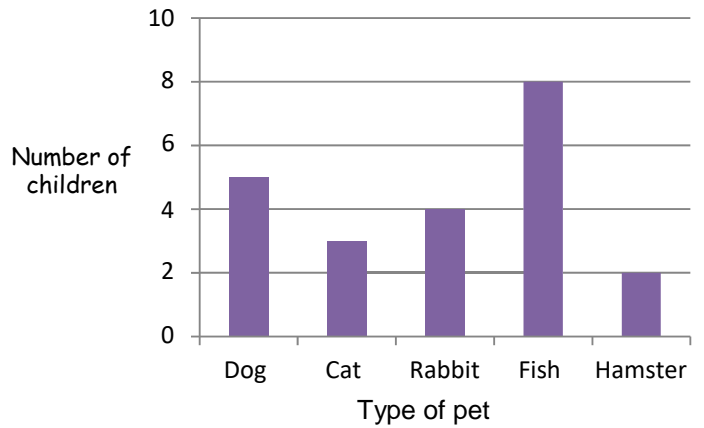 10
8
6
Number of
children
4
2
0
Dog Cat Rabbit Fish Hamster
Type of pet